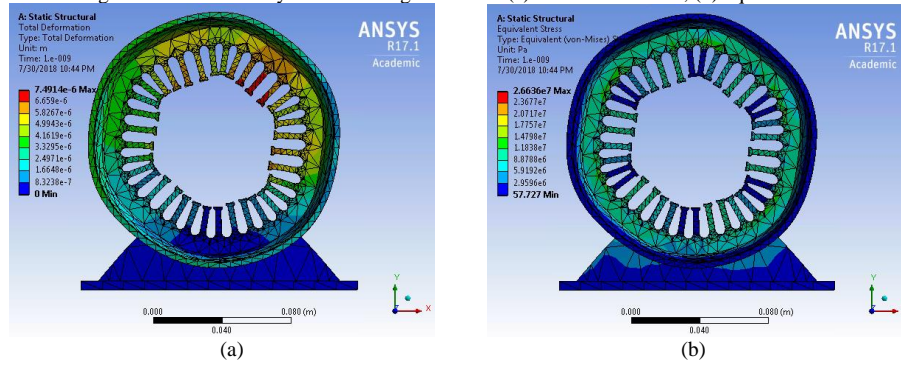 A: Static Structural
Total Deformation
Type: Total Deformation
Unit: m
Time: 1.e-009
7/30/2018 10:44 PM
7.4914e-6 Max
6.659e-6
5.8267e-6
4.9943e-6
4.1619e-6
3.3295e-6
2.4971e-6
1.6648e-6
8.3238e-7
0 Min
ANSYS
R17.1
Academic
0.000
0.040
0.080 (m)
Y
X
(a)
A: Static Structural
Equivalent Stress
Type: Equivalent (von-Mises)
Unit: Pa
Time: 1.e-009
7/30/2018 10:44 PM
2.6636e7 Max
2.3677e7
2.0717e7
1.7757e7
1.4798e7
1.1838e7
8.8788e6
5.9192e6
2.9596e6
57.727 Min
ANSYS
R17.1
Academic
0.000
0.040
0.080 (m)
Y
X
(b)